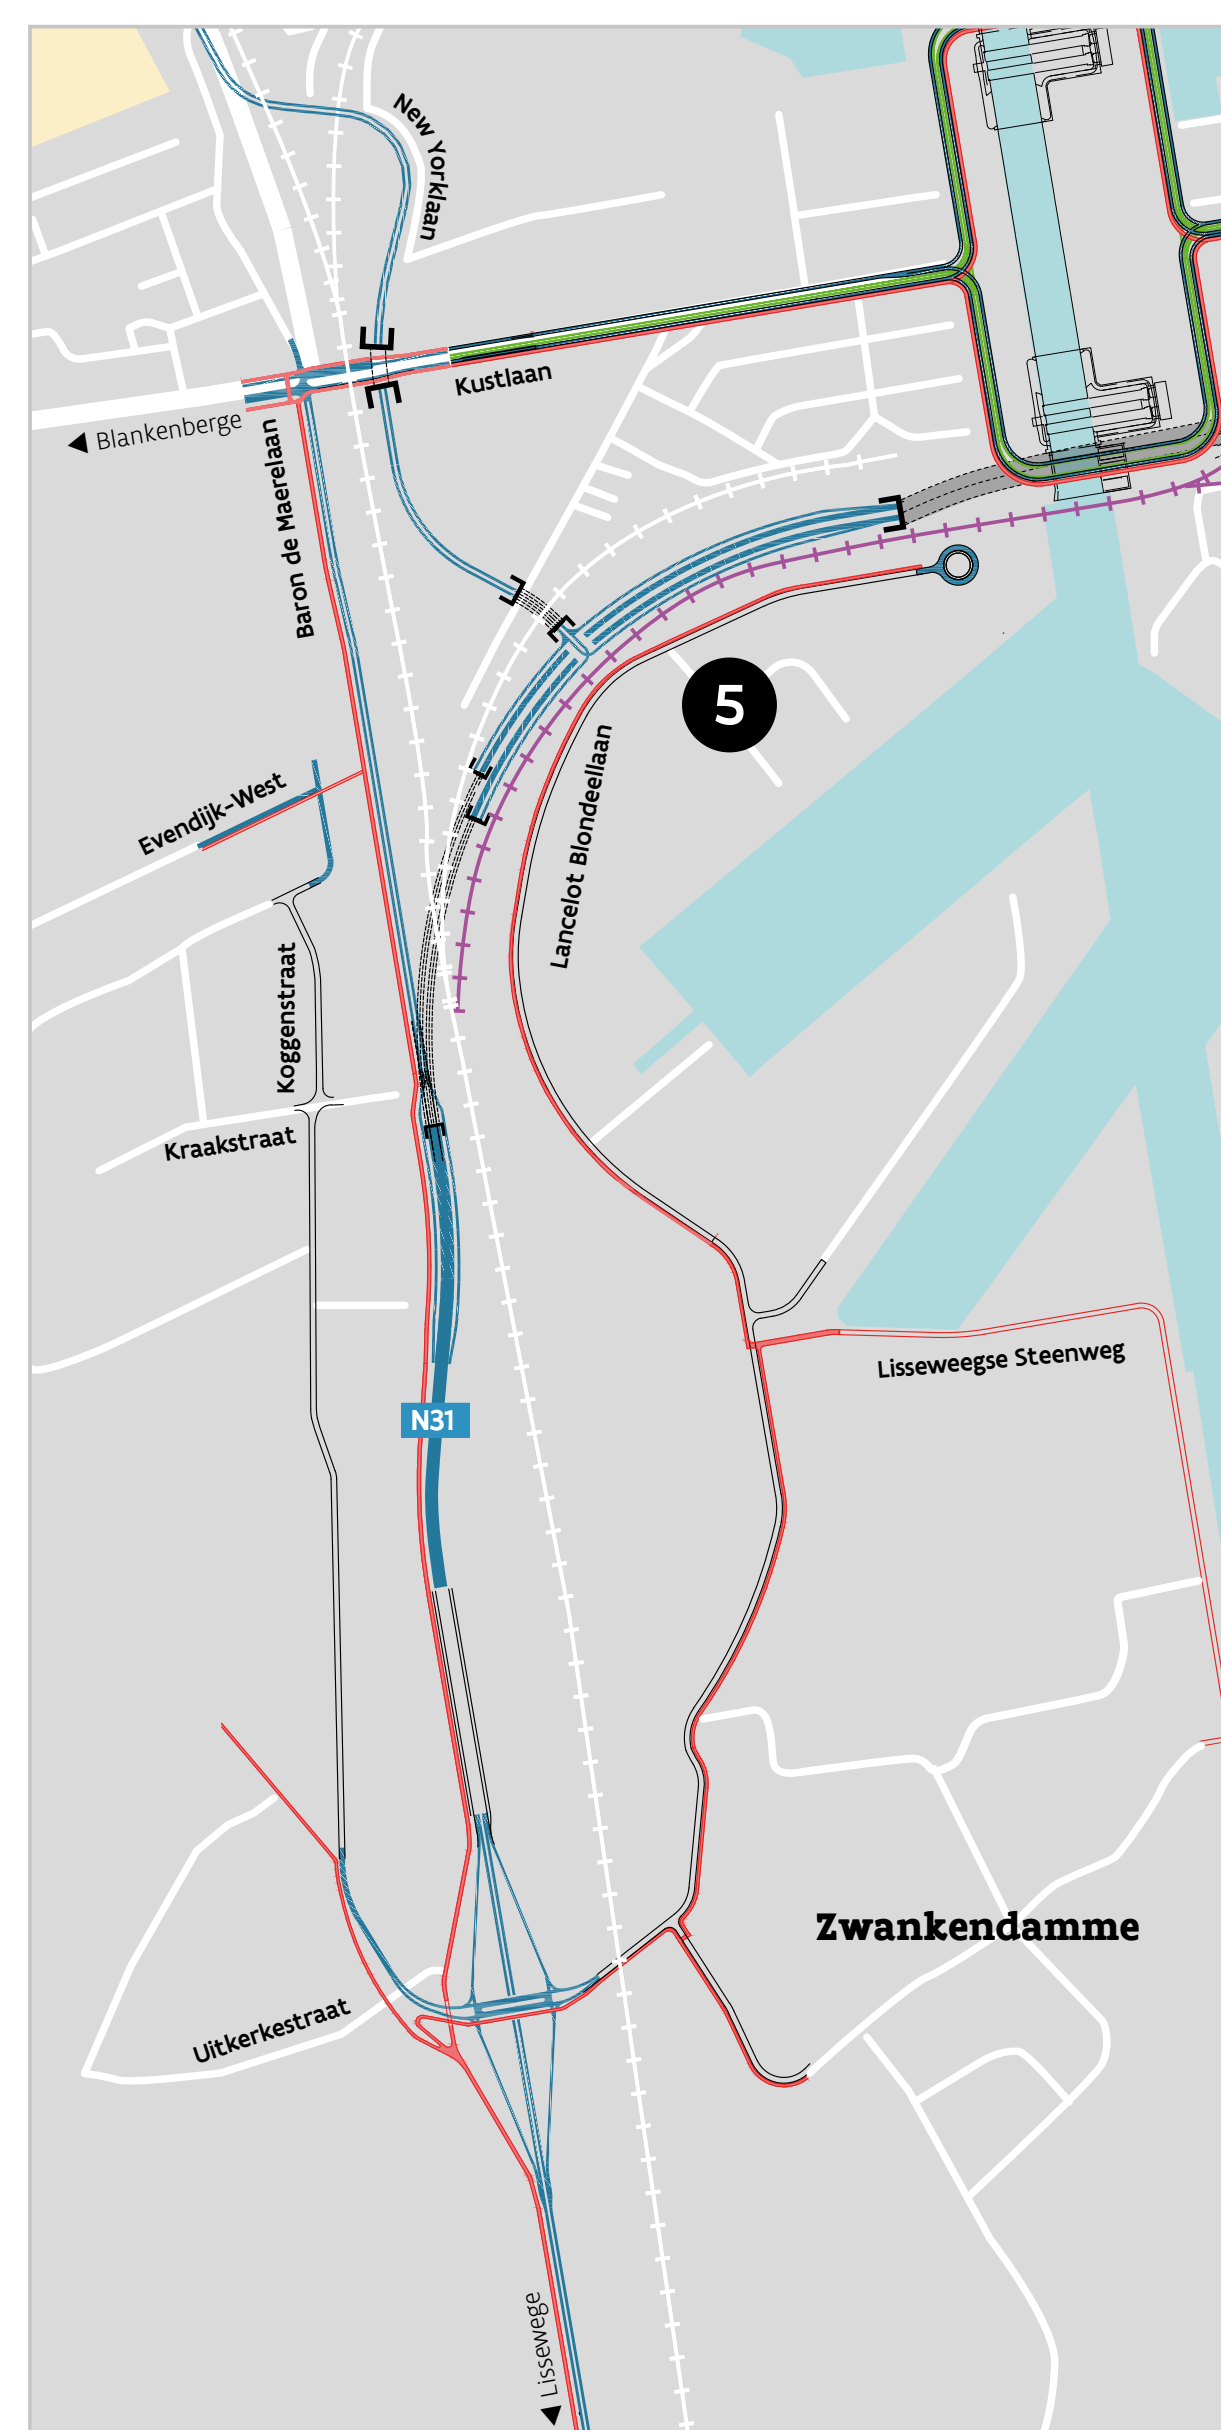 New Yorklaan
Kustlaan
◀ Blankenberge
Baron de Maerelaan
5
Evendijk-West
Lancelot Blondeellaan
Koggenstraat
Kraakstraat
Lisseweegse Steenweg
N31
Zwankendamme
Uitkerkestraat
◀ Lissewege